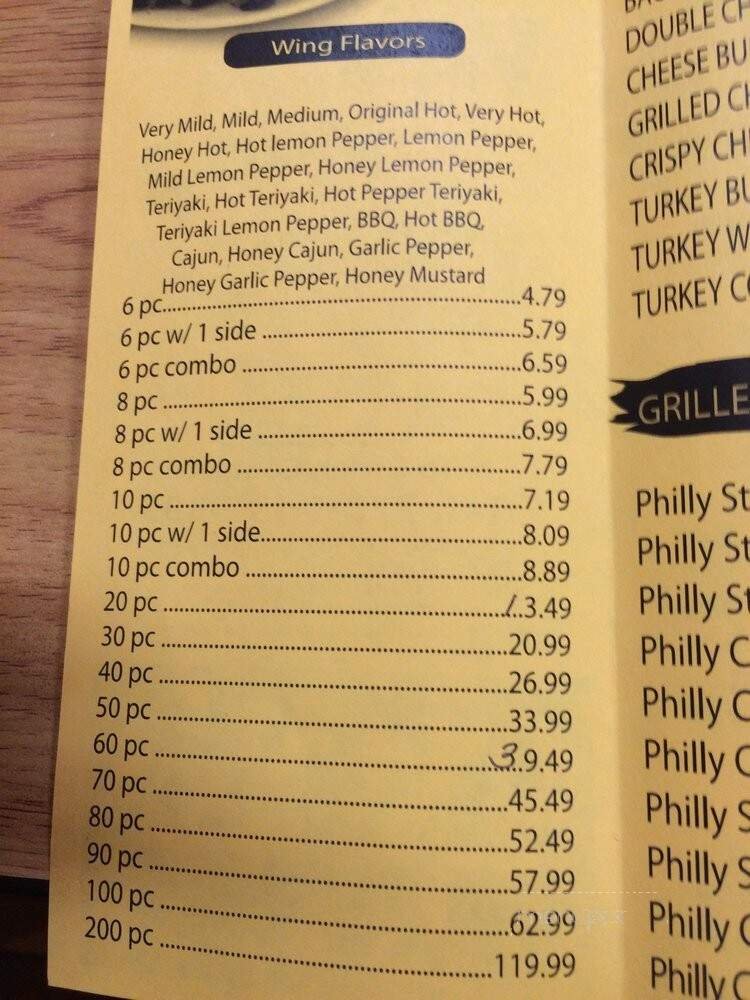 Wing Flavors
Very Mild, Mild, Medium, Original Hot, Very Hot,
Honey Hot, Hot lemon Pepper, Lemon Pepper,
Mild Lemon Pepper, Honey Lemon Pepper,
Teriyaki, Hot Teriyaki, Hot Pepper Teriyaki,
Teriyaki Lemon Pepper, BBQ, Hot BBQ,
Cajun, Honey Cajun, Garlic Pepper,
Honey Garlic Pepper, Honey Mustard
6 pc 4.79
6 pc w/ 1 side 5.79
6 pc combo 6.59
8 pc 5.99
8 pc w/ 1 side 6.99
8 pc combo 7.79
10 pc 7.19
10 pc w/ 1 side 8.09
10 pc combo 8.89
20 pc 1.3.49
30 pc 20.99
40 pc 26.99
50 pc 33.99
60 pc 3.9.49
70 pc 45.49
80 pc 52.49
90 pc 57.99
100 pc 62.99
200 pc 119.99
DOUBLE CH
CHEESE BU
GRILLED CH
CRISPY CH
TURKEY BU
TURKEY W
TURKEY C
GRILLE
Philly St
Philly St
Philly St
Philly C
Philly C
Philly C
Philly S
Philly S
Philly C
Philly C